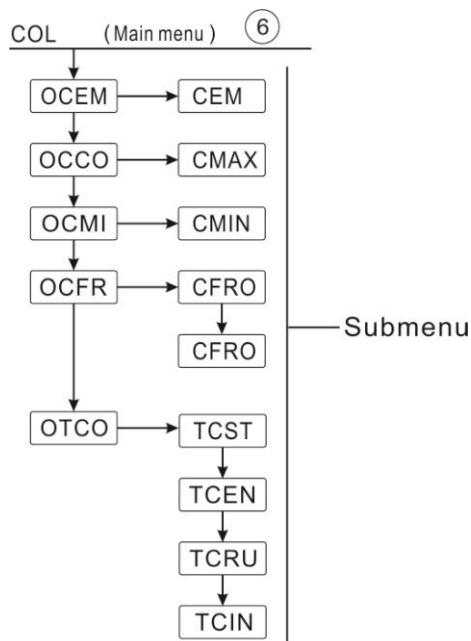 COL (Main menu) 6
OCEM CEM
OCCO CMAX
OCMI CMIN
OCFR CFRO
CFRO
Submenu
OTCO TCST
TCEN
TCRU
TCIN